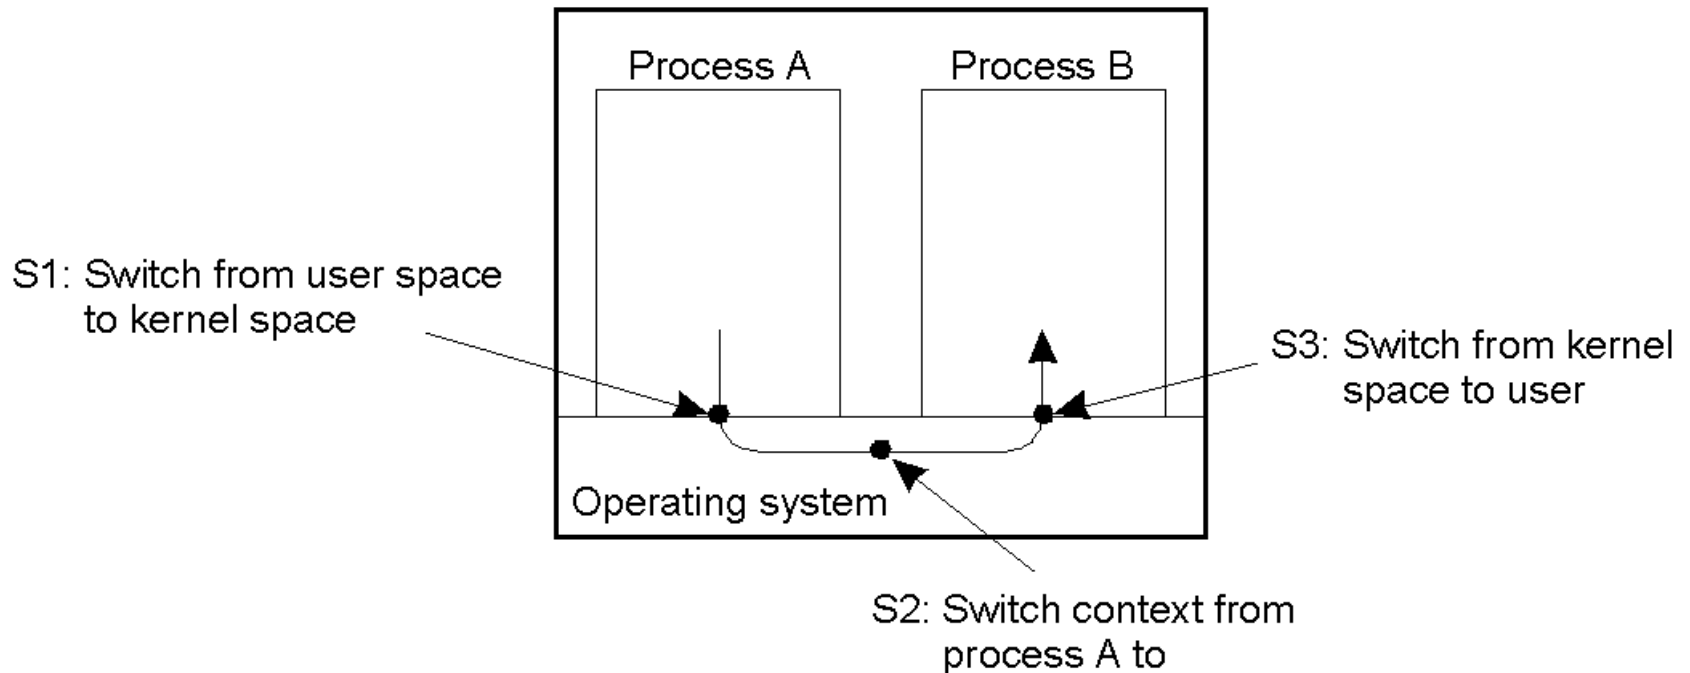 Process A
Process B
S1: Switch from user space
to kernel space
S3: Switch from kernel
space to user
Operating system
S2: Switch context from
process A to